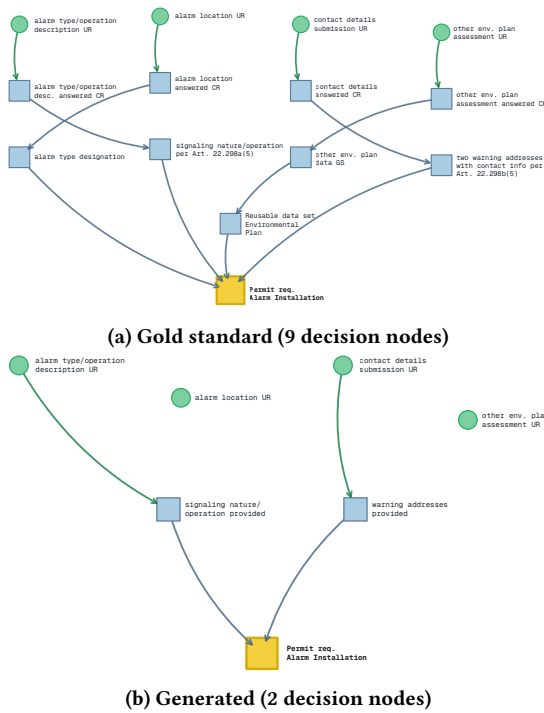 alarm type/operation
description UR
alarm location UR
contact details
submission UR
other env. plan
assessment UR
alarm type/operation
desc. answered CR
alarm location
answered CR
contact details
answered CR
other env. plan
assessment answered CR
alarm type designation
signaling nature/operation
per Art. 22.298a(5)
other env. plan
data GS
two warning addresses
with contact info per
Art. 22.298b(5)
Reusable data set
Environmental
Plan
Permit req.
Alarm Installation
(a) Gold standard (9 decision nodes)
alarm type/operation
description UR
alarm location UR
contact details
submission UR
other env. pla
assessment UR
signaling nature/
operation provided
warning addresses
provided
Permit req.
Alarm Installation
(b) Generated (2 decision nodes)